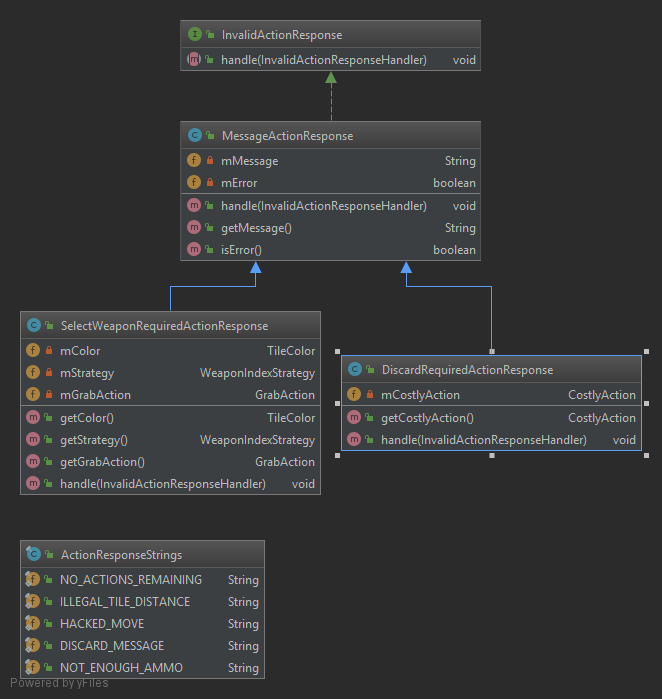 InvalidActionResponse
handle(InvalidActionResponseHandler) void
MessageActionResponse
mMessage String
mError boolean
handle(InvalidActionResponseHandler) void
getMessage() String
isError() boolean
SelectWeaponRequiredActionResponse
mColor TileColor
mStrategy WeaponIndexStrategy
mGrabAction GrabAction
getColor() TileColor
getStrategy() WeaponIndexStrategy
getGrabAction() GrabAction
handle(InvalidActionResponseHandler) void
DiscardRequiredActionResponse
mCostlyAction CostlyAction
getCostlyAction() CostlyAction
handle(InvalidActionResponseHandler) void
ActionResponseStrings
NO_ACTIONS_REMAINING String
ILLEGAL_TILE_DISTANCE String
HACKED_MOVE String
DISCARD_MESSAGE String
NOT_ENOUGH_AMMO String
Powered by yFiles